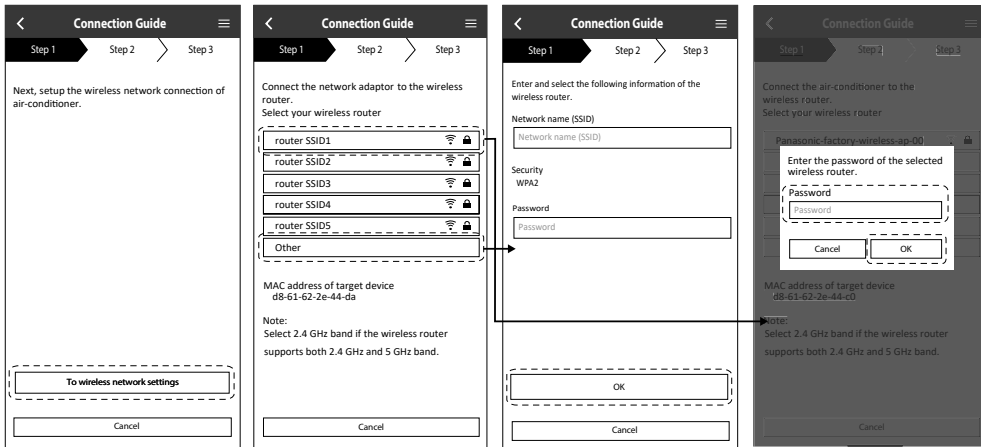 Connection Guide
Step 1
Step 2
Step 3
Next, setup the wireless network connection of
air-conditioner.
To wireless network settings
Cancel
Connection Guide
Step 1
Step 2
Step 3
Connect the network adaptor to the wireless
router.
Select your wireless router
router SSID1
router SSID2
router SSID3
router SSID4
router SSID5
Other
MAC address of target device
d8-61-62-2e-44-da
Note:
Select 2.4 GHz band if the wireless router
supports both 2.4 GHz and 5 GHz band.
Cancel
Connection Guide
Step 1
Step 2
Step 3
Enter and select the following information of the
wireless router.
Network name (SSID)
Network name (SSID)
Security
WPA2
Password
Password
OK
Cancel
Connection Guide
Step 1
Step 2
Step 3
Connect the air-conditioner to the
wireless router.
Select your wireless router
Panasonic-factory-wireless-ap-00
Enter the password of the selected
wireless router.
Password
Password
Cancel
OK
MAC address of target device
d8-61-62-2e-44-c0
Note:
Select 2.4 GHz band if the wireless router
supports both 2.4 GHz and 5 GHz band.
Cancel